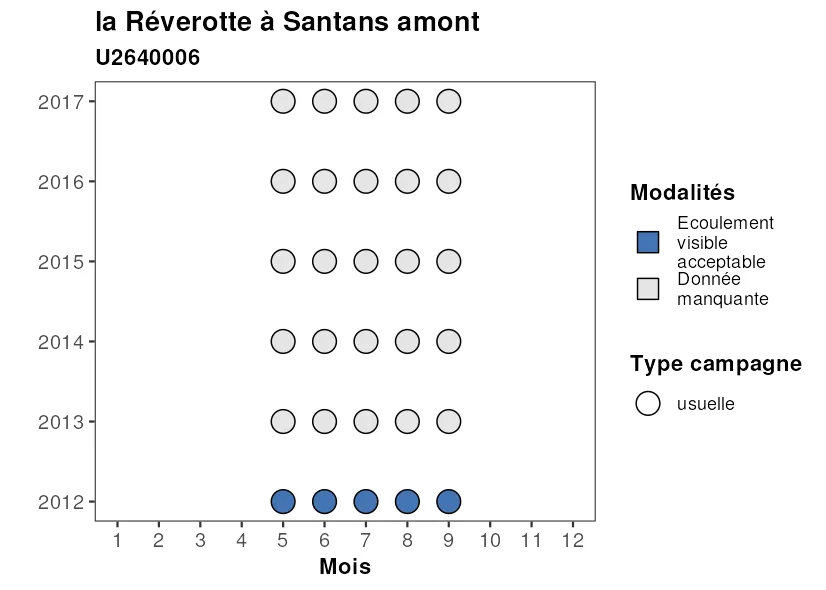 la Réverotte à Santans amont
U2640006
2017
2016
2015
2014
2013
2012
1 2 3 4 5 6 7 8 9 10 11 12
Mois
Modalités
Ecoulement
visible
acceptable
Donnée
manquante
Type campagne
usuelle